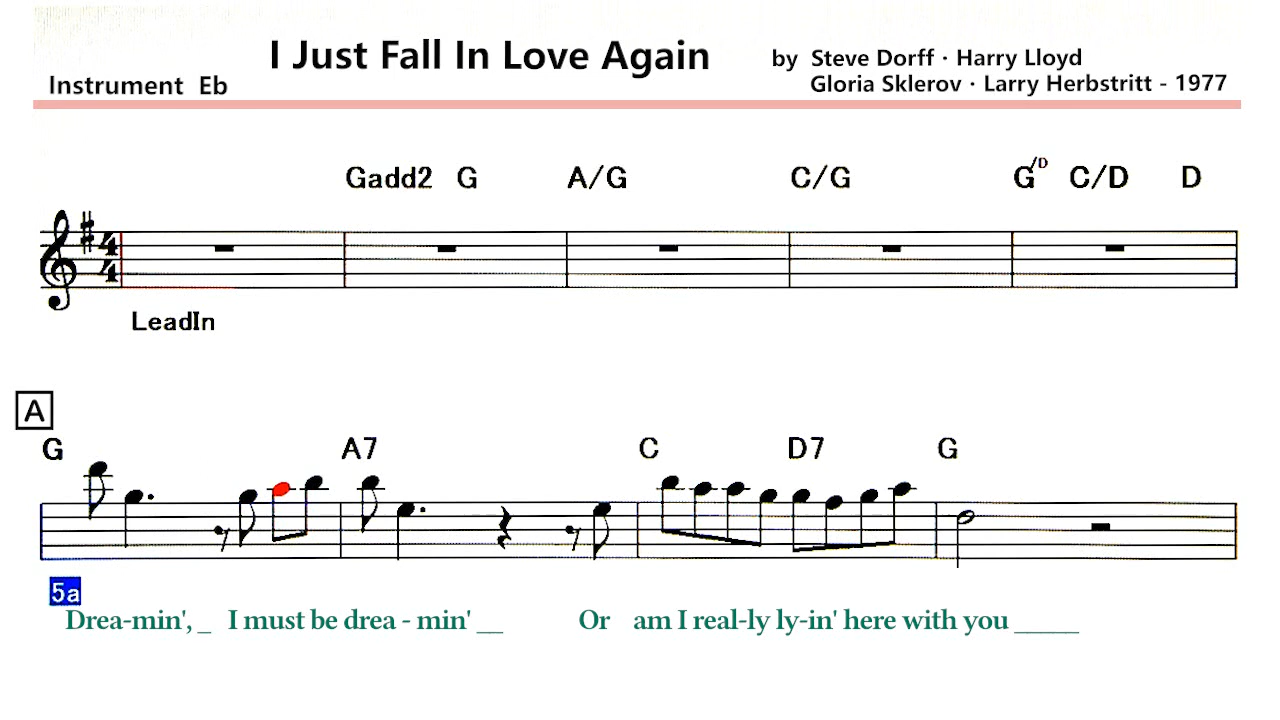 I Just Fall In Love Again
by Steve Dorff · Harry Lloyd
Instrument Eb
Gloria Sklerov · Larry Herbstritt - 1977
Gadd2 G A/G C/G G/D C/D D
4
4
LeadIn
A
G A7 C D7 G
5a
Drea-min', _ I must be drea - min' __ Or am I real-ly ly-in' here with you _____